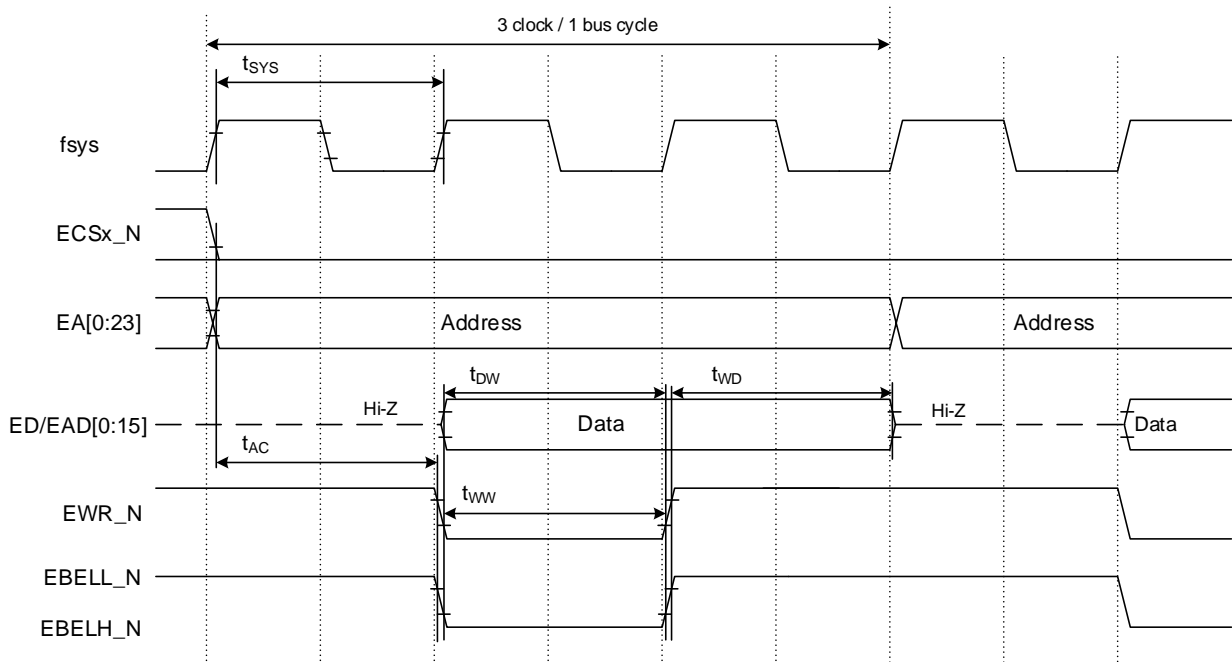 3 clock / 1 bus cycle
tSYS
fsys
ECSx_N
EA[0:23]
Address
Address
tDW
tWD
ED/EAD[0:15]
Hi-Z
Data
Hi-Z
Data
tAC
EWR_N
tWW
EBELL_N
EBELH_N